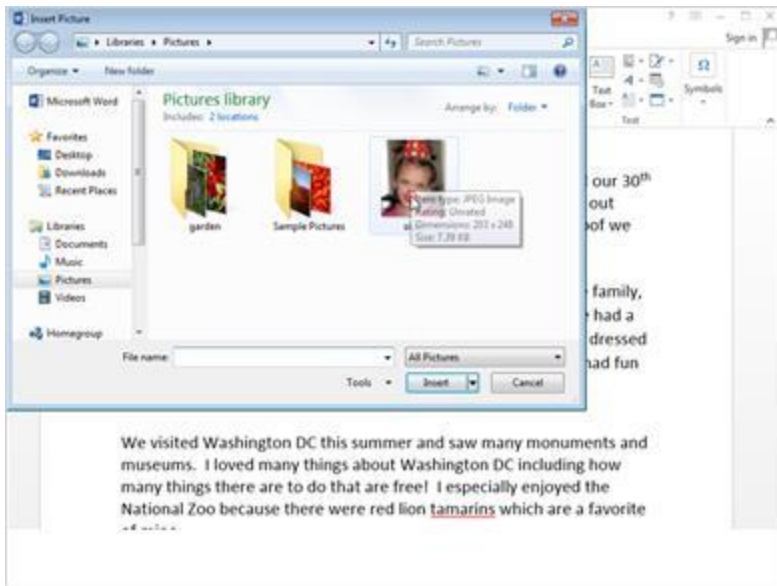 Insert Picture
Libraries ▸ Pictures ▸
Search Pictures
Sign in
Organize
New folder
Microsoft Word
Favorites
Desktop
Downloads
Recent Places
Libraries
Documents
Music
Pictures
Videos
Homegroup
Pictures library
Includes: 2 locations
Arrange by: Folder
garden
Sample Pictures
Item type: JPEG Image
Rating: Unrated
Dimensions: 203 x 248
Size: 7.39 KB
File name:
All Pictures
Tools
Insert
Cancel
Text
Box
Symbols
Text
our 30th
out
of we
family,
had a
dressed
had fun
We visited Washington DC this summer and saw many monuments and
museums. I loved many things about Washington DC including how
many things there are to do that are free! I especially enjoyed the
National Zoo because there were red lion tamarins which are a favorite
of mine